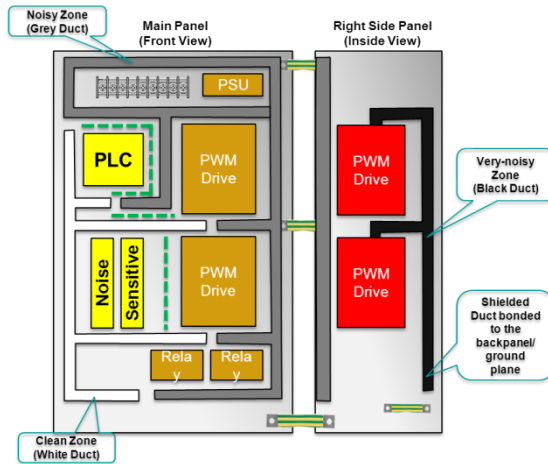 Noisy Zone
(Grey Duct)
Main Panel
(Front View)
Right Side Panel
(Inside View)
PSU
PLC
PWM
Drive
PWM
Drive
Very-noisy
Zone
(Black Duct)
Noise
Sensitive
PWM
Drive
PWM
Drive
Shielded
Duct bonded
to the
backpanel/
ground
plane
Rela
y
Rela
y
Clean Zone
(White Duct)